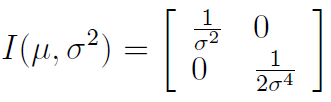 I(μ, σ²) = [ 1/σ² 0
0 1/2σ⁴ ]